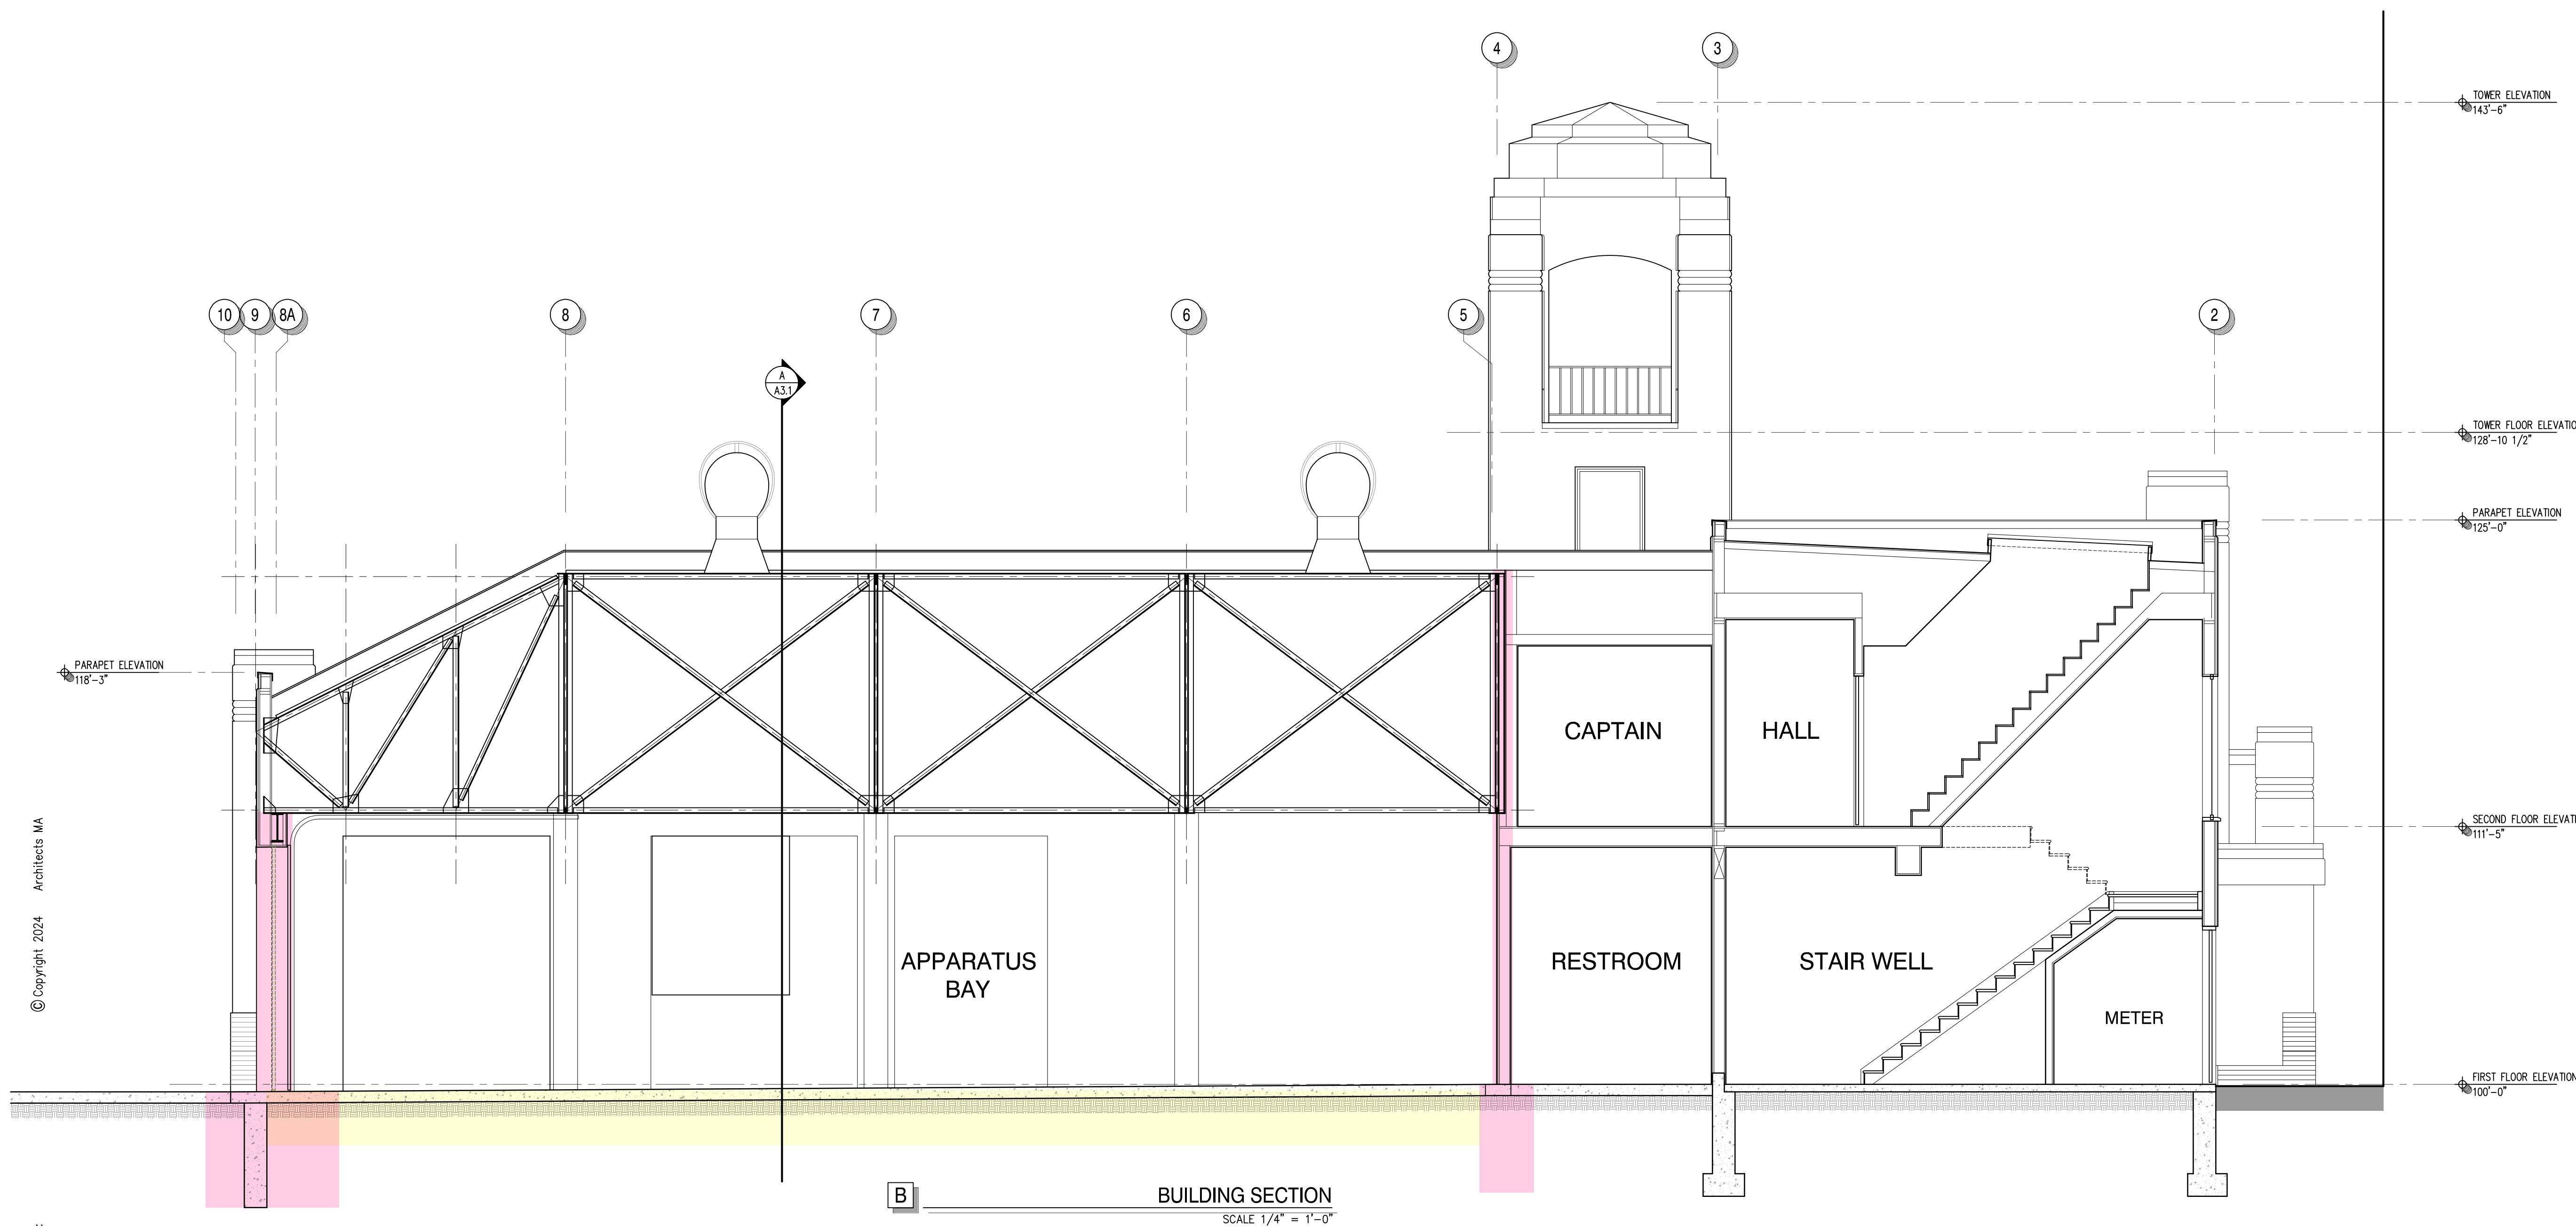 4
3
TOWER ELEVATION
143'-6"
10
9
8A
8
7
6
5
2
A
A3.1
TOWER FLOOR ELEVATIO
128'-10 1/2"
PARAPET ELEVATION
125'-0"
PARAPET ELEVATION
118'-3"
CAPTAIN
HALL
SECOND FLOOR ELEVATI
111'-5"
© Copyright 2024 Architects MA
APPARATUS
BAY
RESTROOM
STAIR WELL
METER
FIRST FLOOR ELEVATION
100'-0"
B
BUILDING SECTION
SCALE 1/4" = 1'-0"